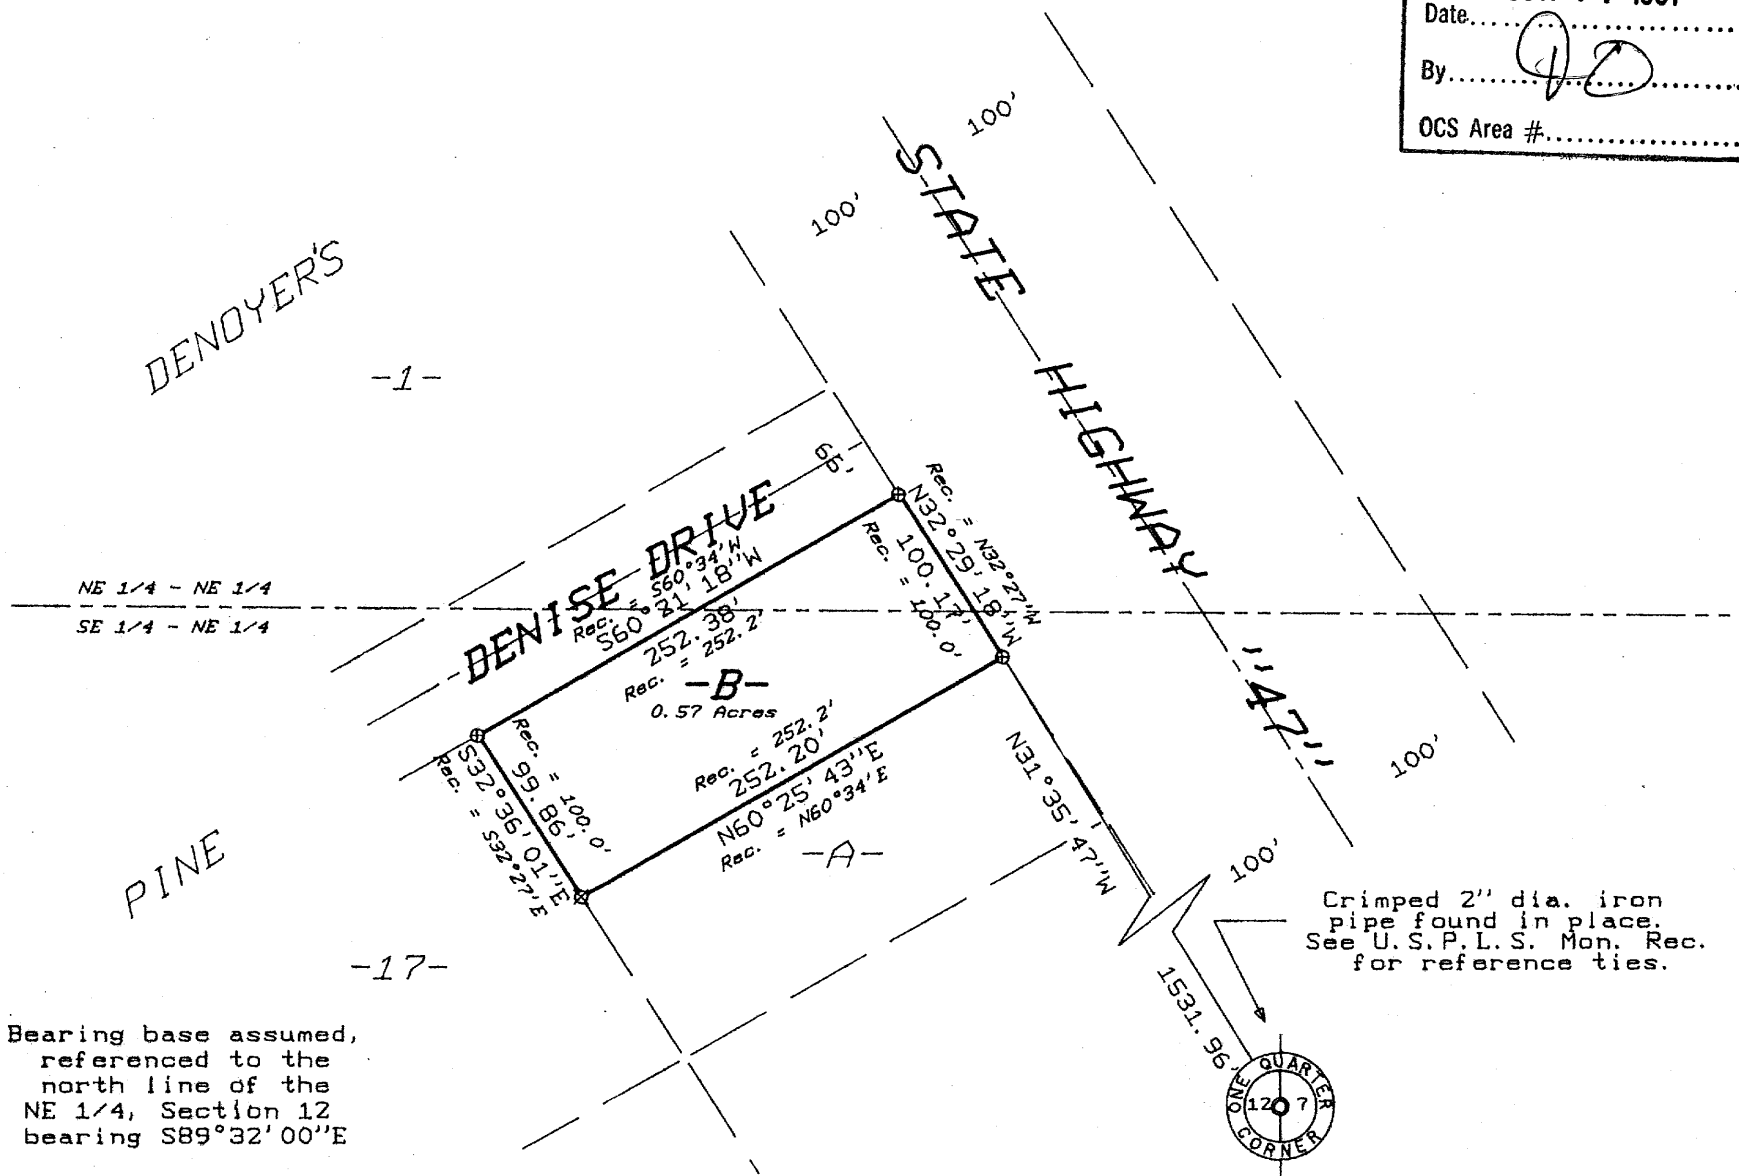 Date
By
OCS Area #
100'
100'
STATE HIGHWAY "47"
DENOYER'S
-1-
66'
DENISE DRIVE
Rec. = S60°34'W
S60°21'18"W
252.38'
Rec. = 252.2'
Rec. = N32°27'W
N32°29'18"W
100.17'
Rec. = 100.0'
NE 1/4 - NE 1/4
SE 1/4 - NE 1/4
-B-
0.57 Acres
Rec. = 100.0'
99.86'
S32°36'01"E
Rec. = S32°27'E
Rec. = 252.2'
252.20'
N60°25'43"E
Rec. = N60°34'E
-A-
N31°35'47"W
100'
100'
PINE
-17-
Crimped 2" dia. iron
pipe found in place.
See U.S.P.L.S. Mon. Rec.
for reference ties.
1531.96'
ONE QUARTER
12 7
CORNER
Bearing base assumed,
referenced to the
north line of the
NE 1/4, Section 12
bearing S89°32'00"E